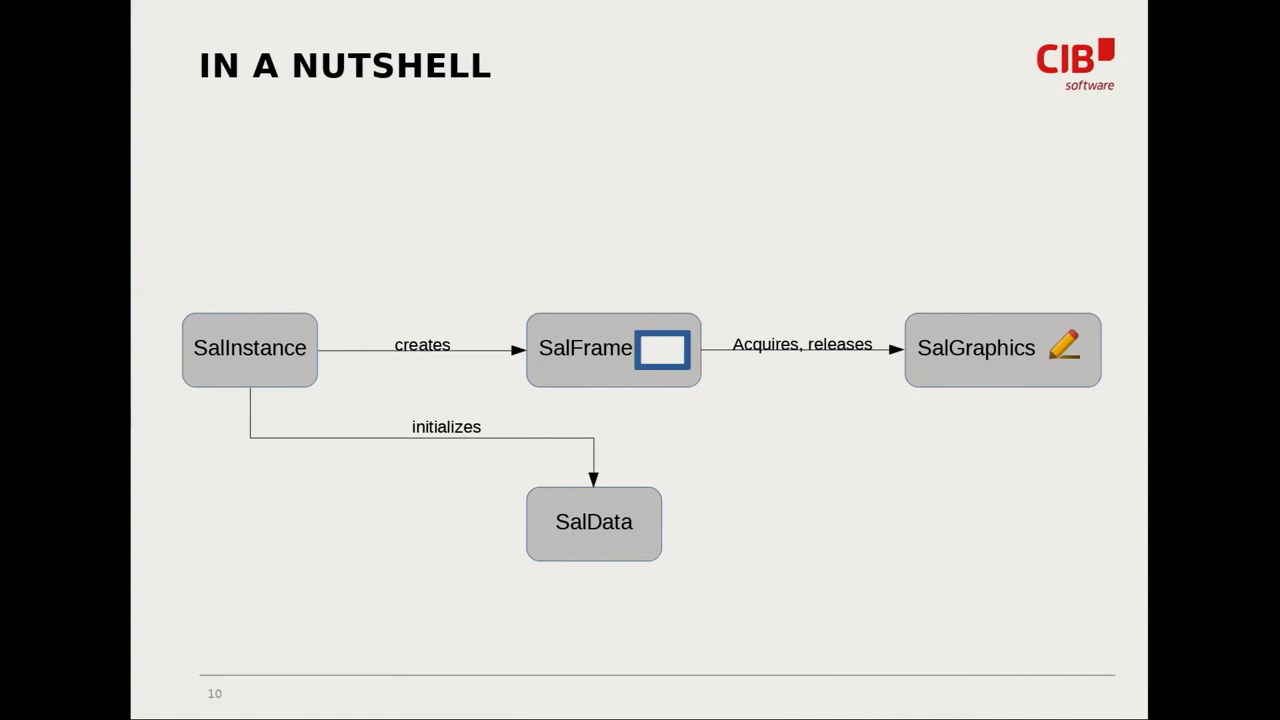 IN A NUTSHELL
CIB
software
SalInstance
creates
SalFrame
Acquires, releases
SalGraphics
initializes
SalData
10